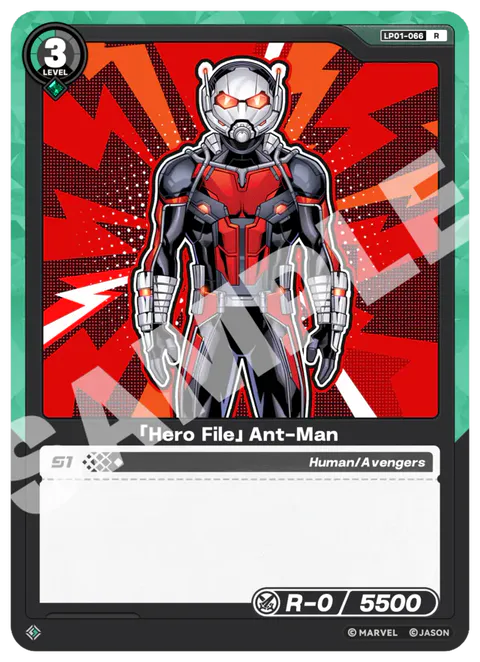 LP01-066 R
3
LEVEL
SAMPLE
「Hero File」 Ant-Man
S1
Human/Avengers
R-0 / 5500
©MARVEL ©JASON